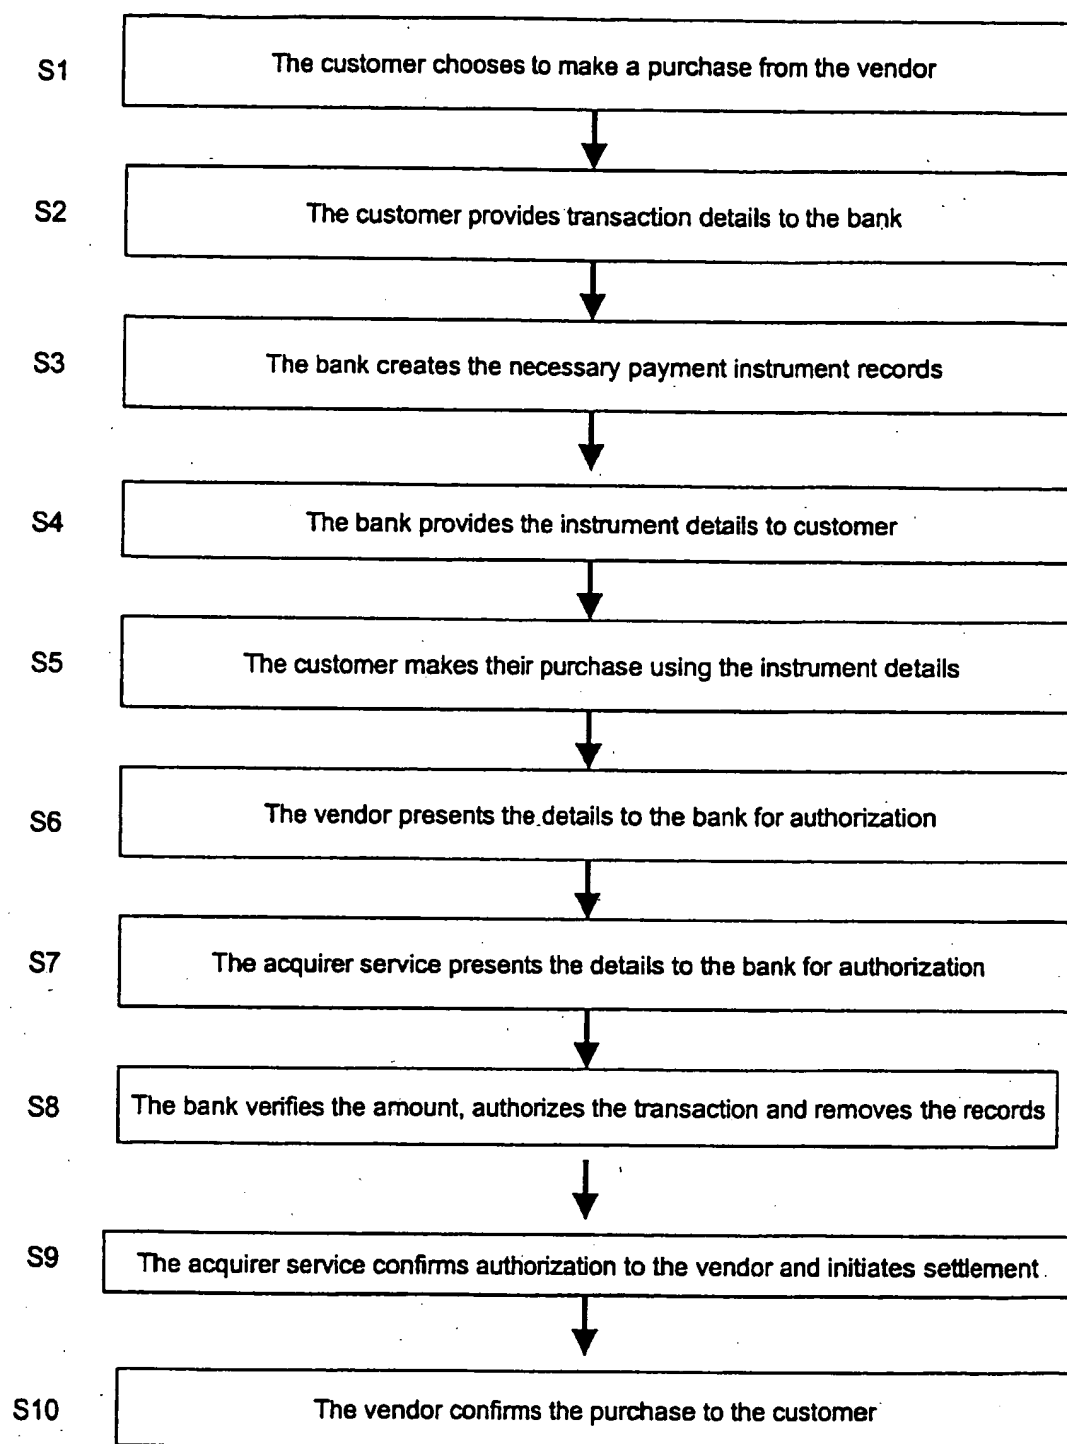 S1 The customer chooses to make a purchase from the vendor
S2 The customer provides transaction details to the bank
S3 The bank creates the necessary payment instrument records
S4 The bank provides the instrument details to customer
S5 The customer makes their purchase using the instrument details
S6 The vendor presents the details to the bank for authorization
S7 The acquirer service presents the details to the bank for authorization
S8 The bank verifies the amount, authorizes the transaction and removes the records
S9 The acquirer service confirms authorization to the vendor and initiates settlement
S10 The vendor confirms the purchase to the customer